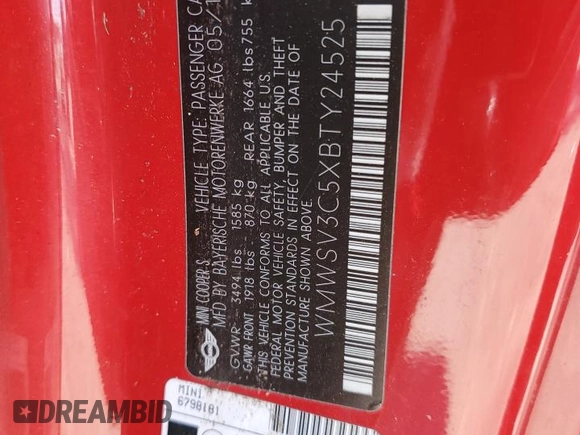 MINI COOPER S VEHICLE TYPE: PASSENGER CA
MFD BY BAYERISCHE MOTORENWERKE AG 05/1
GVWR 3494 lbs 1585 kg
GAWR FRONT 1918 lbs 870 kg REAR 1664 lbs 755 k
THIS VEHICLE CONFORMS TO ALL APPLICABLE U.S.
FEDERAL MOTOR VEHICLE SAFETY, BUMPER AND THEFT
PREVENTION STANDARDS IN EFFECT ON THE DATE OF
MANUFACTURE SHOWN ABOVE.
WMWSV3C5XBTY24525
MINI
6798181
DREAMBID